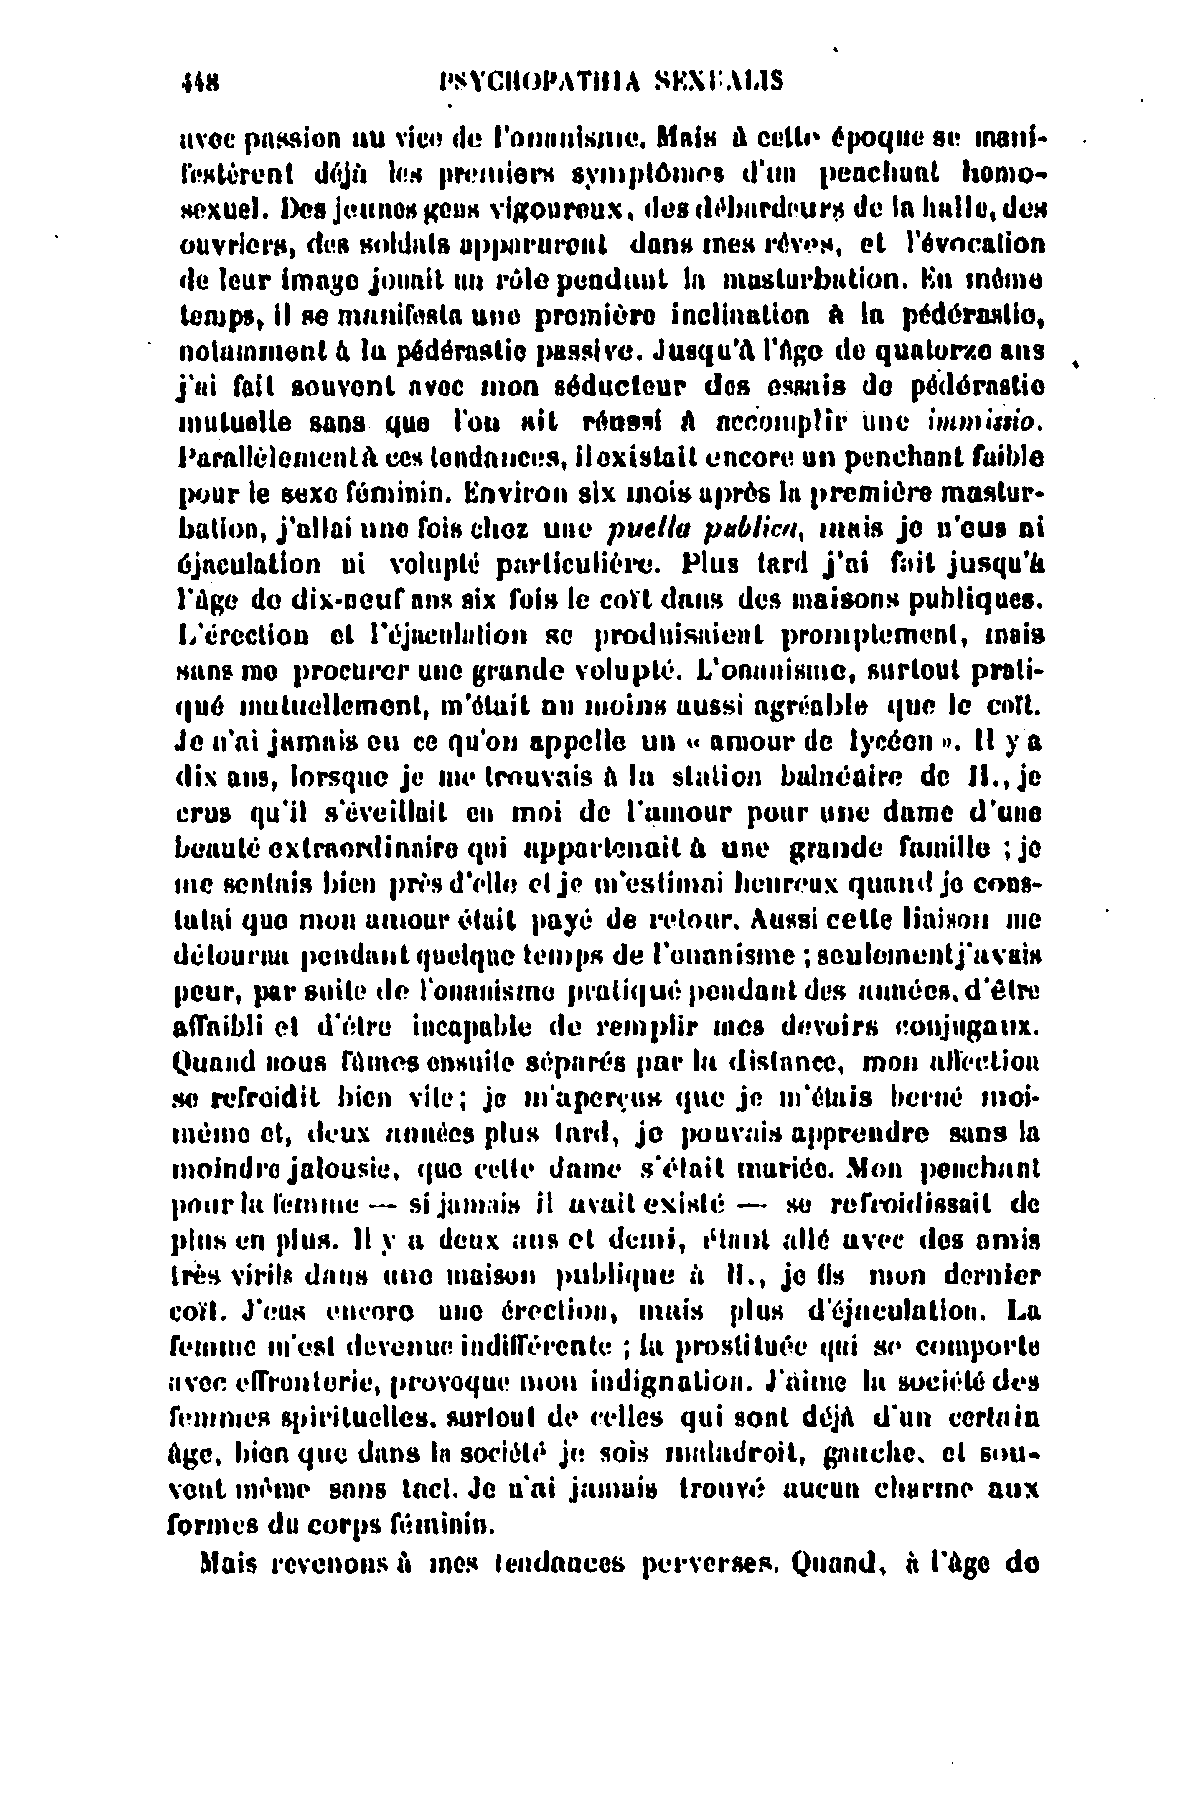 448 PSYCHOPATHIA SEXUALIS
avec passion au vice de l'onanisme. Mais à cette époque se mani-
festèrent déjà les premiers symptômes d'un penchant homo-
sexuel. Des jeunes gens vigoureux, des débardeurs de la halle, des
ouvriers, des soldats apparurent dans mes rêves, et l'évocation
de leur image jouait un rôle pendant la masturbation. En même
temps, il se manifesta une première inclination à la pédérastie,
notamment à la pédérastie passive. Jusqu'à l'âge de quatorze ans
j'ai fait souvent avec mon séducteur des essais de pédérastie
mutuelle sans que l'on ait réussi à accomplir une immissio.
Parallèlement à ces tendances, il existait encore un penchant faible
pour le sexe féminin. Environ six mois après la première mastur-
bation, j'allai une fois chez une puella publica, mais je n'eus ni
éjaculation ni volupté particulière. Plus tard j'ai fait jusqu'à
l'âge de dix-neuf ans six fois le coït dans des maisons publiques.
L'érection et l'éjaculation se produisaient promptement, mais
sans me procurer une grande volupté. L'onanisme, surtout prati-
qué mutuellement, m'était au moins aussi agréable que le coït.
Je n'ai jamais eu ce qu'on appelle un « amour de lycéen ». Il y a
dix ans, lorsque je me trouvais à la station balnéaire de H., je
crus qu'il s'éveillait en moi de l'amour pour une dame d'une
beauté extraordinaire qui appartenait à une grande famille ; je
me sentais bien près d'elle et je m'estimai heureux quand je cons-
tatai que mon amour était payé de retour. Aussi cette liaison me
détourna pendant quelque temps de l'onanisme ; seulement j'avais
peur, par suite de l'onanisme pratiqué pendant des années, d'être
affaibli et d'être incapable de remplir mes devoirs conjugaux.
Quand nous fûmes ensuite séparés par la distance, mon affection
se refroidit bien vite; je m'aperçus que je m'étais berné moi-
même et, deux années plus tard, je pouvais apprendre sans la
moindre jalousie, que cette dame s'était mariée. Mon penchant
pour la femme — si jamais il avait existé — se refroidissait de
plus en plus. Il y a deux ans et demi, étant allé avec des amis
très virils dans une maison publique à H., je fis mon dernier
coït. J'eus encore une érection, mais plus d'éjaculation. La
femme m'est devenue indifférente ; la prostituée qui se comporte
avec effronterie, provoque mon indignation. J'aime la société des
femmes spirituelles, surtout de celles qui sont déjà d'un certain
âge, bien que dans la société je sois maladroit, gauche, et sou-
vent même sans tact. Je n'ai jamais trouvé aucun charme aux
formes du corps féminin.
Mais revenons à mes tendances perverses. Quand, à l'âge de